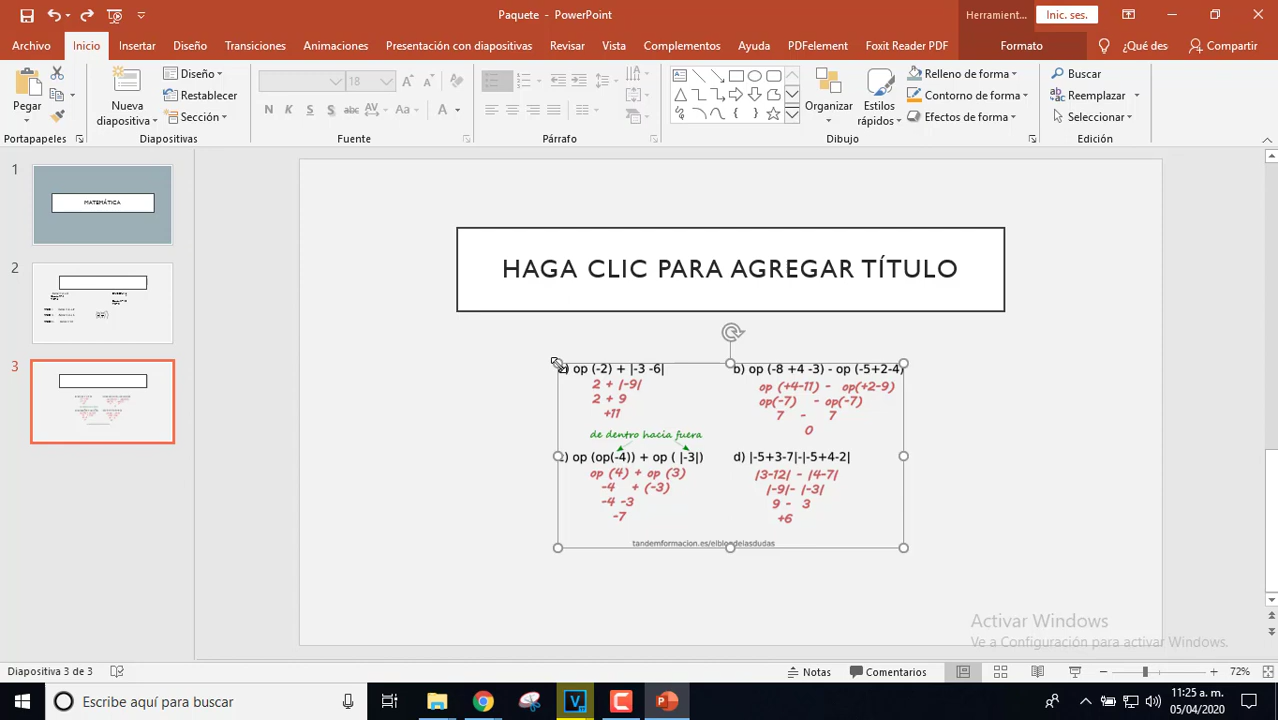 Paquete - PowerPoint
Herramient...
Inic. ses.
Archivo
Inicio
Insertar
Diseño
Transiciones
Animaciones
Presentación con diapositivas
Revisar
Vista
Complementos
Ayuda
PDFelement
Foxit Reader PDF
Formato
¿Qué des
Compartir
Pegar
Nueva diapositiva
Diseño
Restablecer
Sección
18
N K S S abc AV Aa A
Organizar
Estilos rápidos
Relleno de forma
Contorno de forma
Efectos de forma
Buscar
Reemplazar
Seleccionar
Portapapeles
Diapositivas
Fuente
Párrafo
Dibujo
Edición
1
MATEMÁTICA
2
3
HAGA CLIC PARA AGREGAR TÍTULO
op (-2) + |-3 -6|
2 + |-9|
2 + 9
+11
b) op (-8 +4 -3) - op (-5+2-4)
op (+4-11) - op(+2-9)
op(-7) - op(-7)
7 - 7
0
de dentro hacia fuera
c) op (op(-4)) + op ( |-3|)
op (4) + op (3)
-4 + (-3)
-4 -3
-7
d) |-5+3-7|-|-5+4-2|
|3-12| - |4-7|
|-9|- |-3|
9 - 3
+6
tandemformacion.es/elblogdelasdudas
Activar Windows
Ve a Configuración para activar Windows.
Diapositiva 3 de 3
Notas
Comentarios
72%
Escribe aquí para buscar
11:25 a. m.
05/04/2020